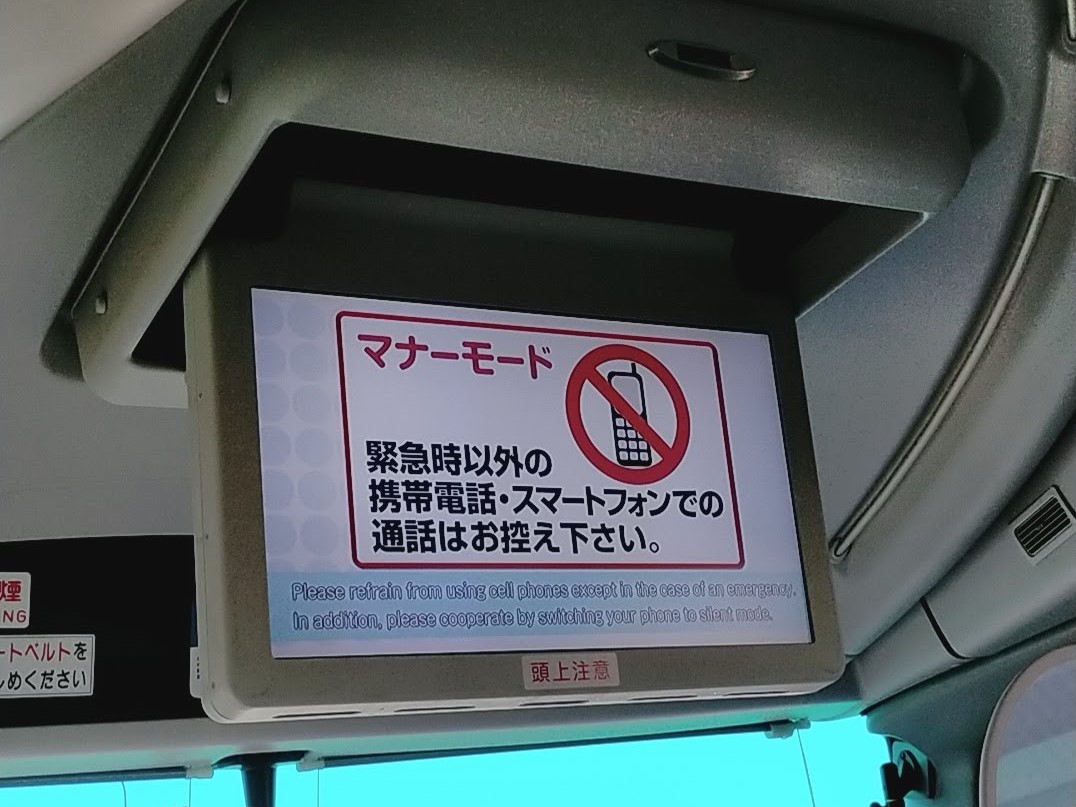 マナーモード
緊急時以外の
携帯電話・スマートフォンでの
通話はお控え下さい。
Please refrain from using cell phones except in the case of an emergency.
In addition, please cooperate by switching your phone to silent mode.
頭上注意
煙
NG
ートベルトを
めください